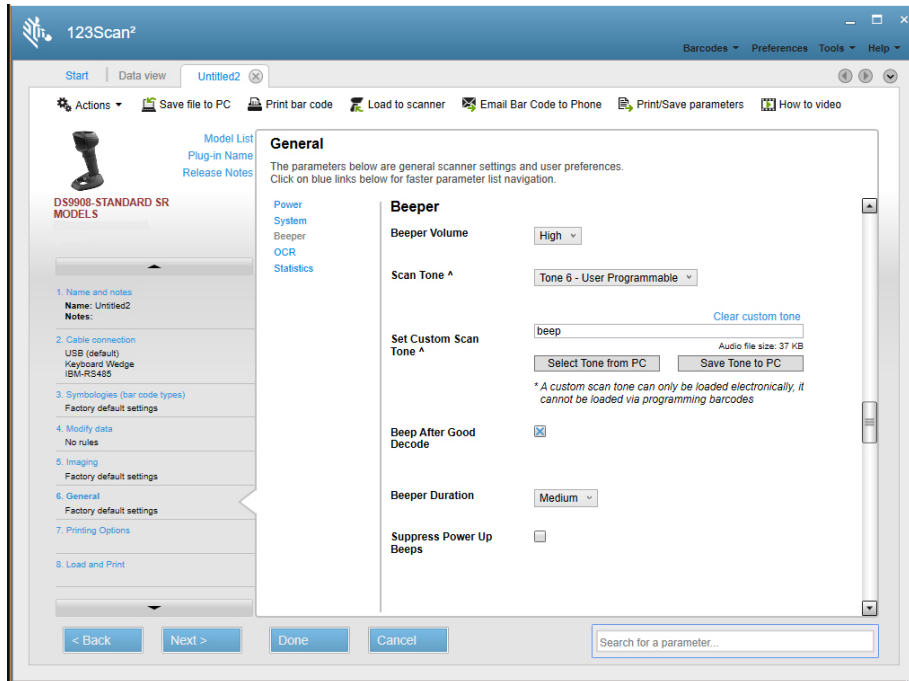 123Scan²
Barcodes Preferences Tools Help
Start Data view Untitled2
Actions Save file to PC Print bar code Load to scanner Email Bar Code to Phone Print/Save parameters How to video
Model List
Plug-in Name
Release Notes
DS9908-STANDARD SR
MODELS
1. Name and notes
Name: Untitled2
Notes:
2. Cable connection
USB (default)
Keyboard Wedge
IBM-RS485
3. Symbologies (bar code types)
Factory default settings
4. Modify data
No rules
5. Imaging
Factory default settings
6. General
Factory default settings
7. Printing Options
8. Load and Print
General
The parameters below are general scanner settings and user preferences.
Click on blue links below for faster parameter list navigation.
Power
System
Beeper
OCR
Statistics
Beeper
Beeper Volume High
Scan Tone ^ Tone 6 - User Programmable
Clear custom tone
Set Custom Scan
Tone ^
beep
Audio file size: 37 KB
Select Tone from PC Save Tone to PC
* A custom scan tone can only be loaded electronically, it
cannot be loaded via programming barcodes
Beep After Good
Decode
Beeper Duration Medium
Suppress Power Up
Beeps
< Back Next > Done Cancel Search for a parameter...